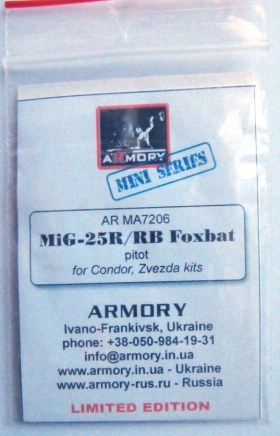 ARMORY
MINI SERIES
AR MA7206
MiG-25R/RB Foxbat
pitot
for Condor, Zvezda kits
ARMORY
Ivano-Frankivsk, Ukraine
phone: +38-050-984-19-31
info@armory.in.ua
www.armory.in.ua - Ukraine
www.armory-rus.ru - Russia
LIMITED EDITION